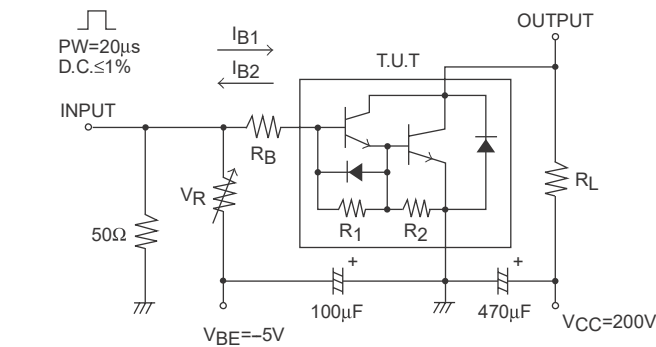 PW=20μs
D.C.≤1%
IB1
IB2
OUTPUT
T.U.T
INPUT
RB
VR
RL
50Ω
R1
R2
+
+
100μF
470μF
VBE=–5V
VCC=200V